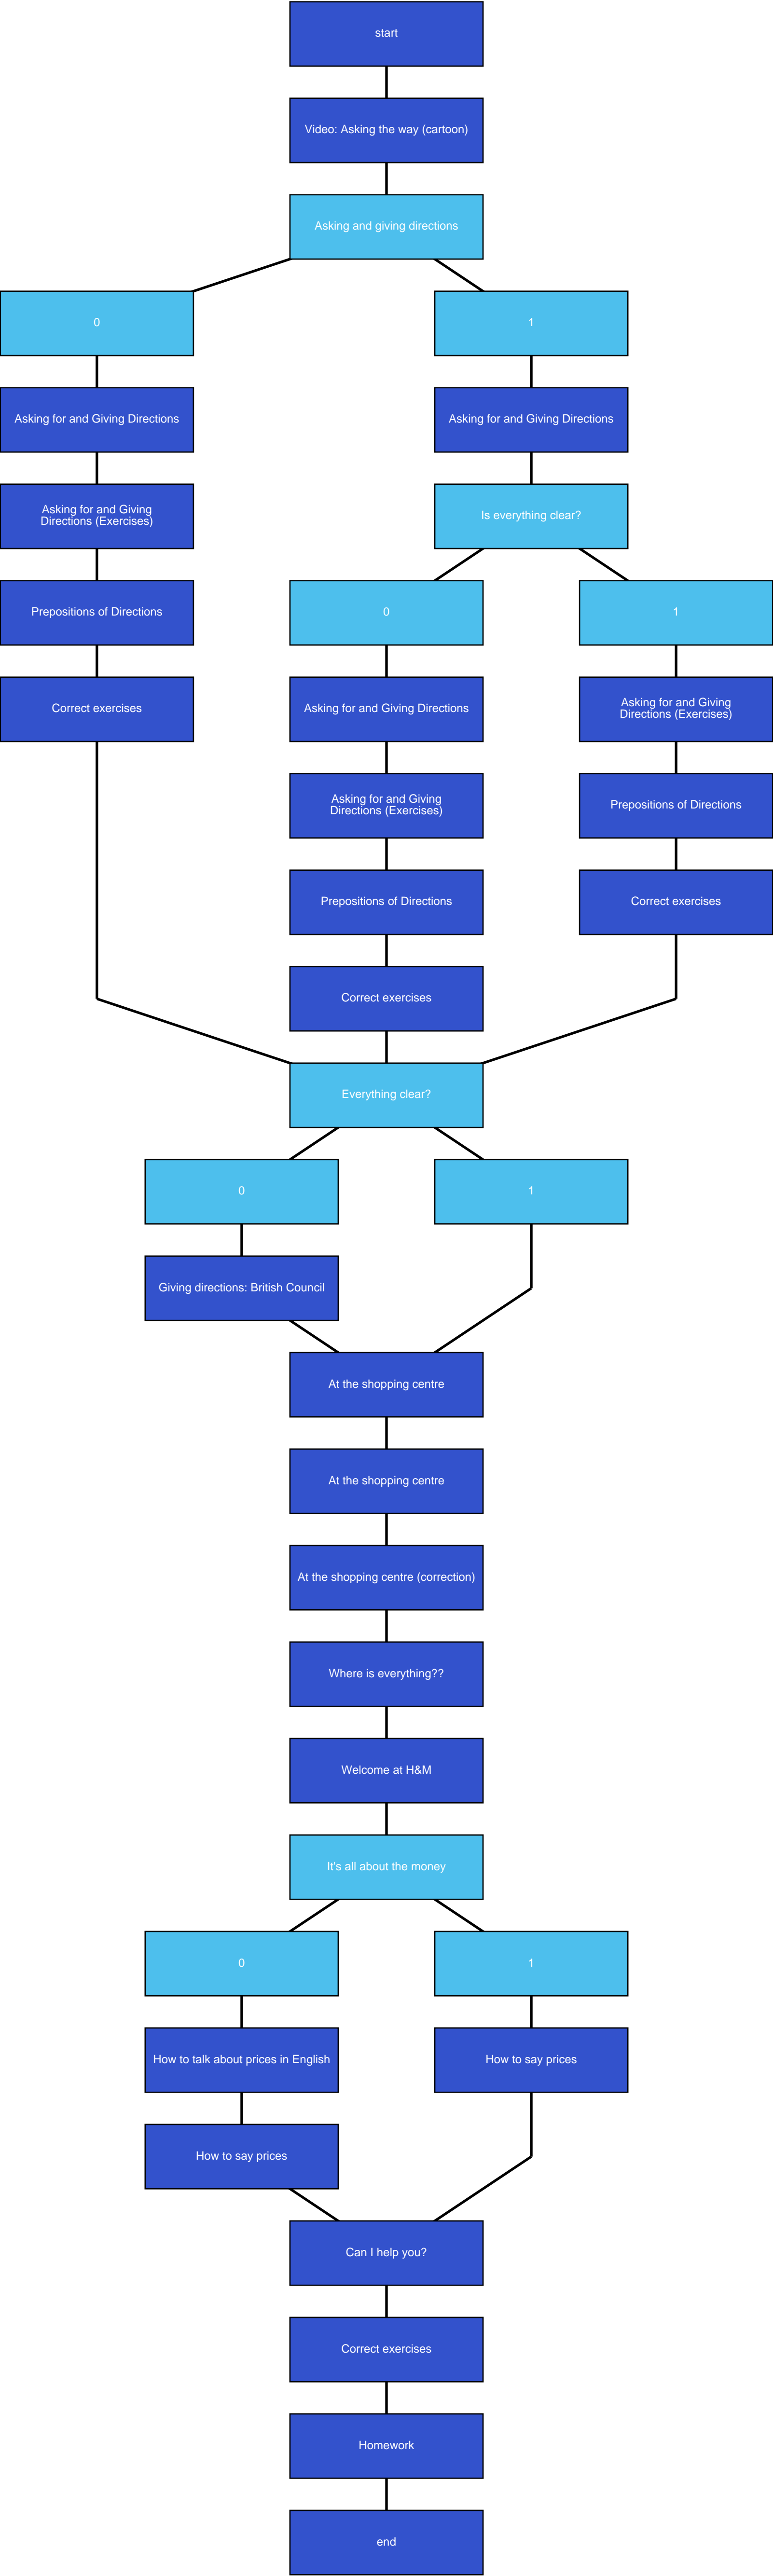 start
Video: Asking the way (cartoon)
Asking and giving directions
0
1
Asking for and Giving Directions
Asking for and Giving Directions
Asking for and Giving
Directions (Exercises)
Is everything clear?
Prepositions of Directions
0
1
Correct exercises
Asking for and Giving Directions
Asking for and Giving
Directions (Exercises)
Asking for and Giving
Directions (Exercises)
Prepositions of Directions
Prepositions of Directions
Correct exercises
Correct exercises
Everything clear?
0
1
Giving directions: British Council
At the shopping centre
At the shopping centre
At the shopping centre (correction)
Where is everything??
Welcome at H&M
It's all about the money
0
1
How to talk about prices in English
How to say prices
How to say prices
Can I help you?
Correct exercises
Homework
end